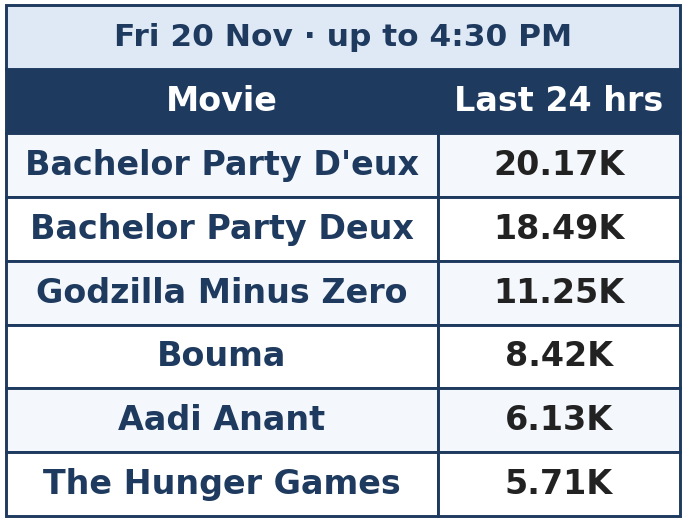 Fri 20 Nov · up to 4:30 PM
Movie Last 24 hrs
Bachelor Party D'eux 20.17K
Bachelor Party Deux 18.49K
Godzilla Minus Zero 11.25K
Bouma 8.42K
Aadi Anant 6.13K
The Hunger Games 5.71K